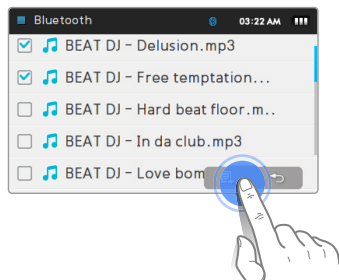 Bluetooth 03:22 AM
BEAT DJ – Delusion.mp3
BEAT DJ – Free temptation...
BEAT DJ – Hard beat floor.m..
BEAT DJ – In da club.mp3
BEAT DJ – Love bom